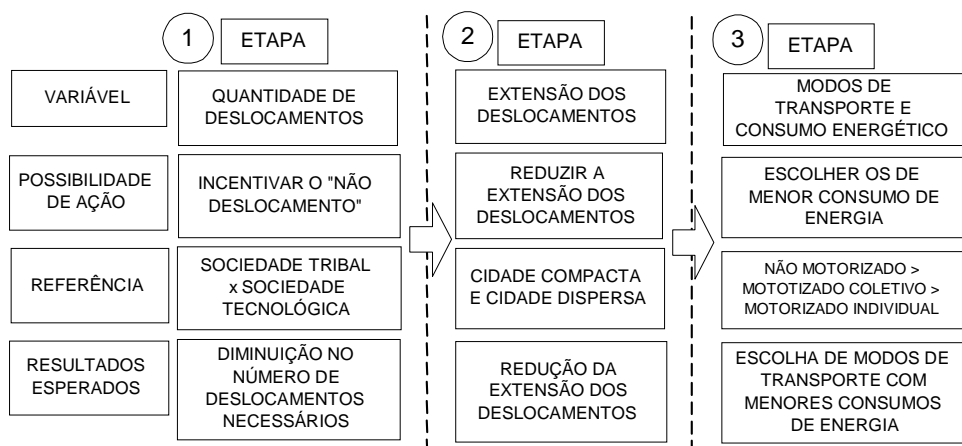 1
ETAPA
2
ETAPA
3
ETAPA
VARIÁVEL
QUANTIDADE DE
DESLOCAMENTOS
EXTENSÃO DOS
DESLOCAMENTOS
MODOS DE
TRANSPORTE E
CONSUMO ENERGÉTICO
POSSIBILIDADE
DE AÇÃO
INCENTIVAR O "NÃO
DESLOCAMENTO"
REDUZIR A
EXTENSÃO DOS
DESLOCAMENTOS
ESCOLHER OS DE
MENOR CONSUMO DE
ENERGIA
REFERÊNCIA
SOCIEDADE TRIBAL
x SOCIEDADE
TECNOLÓGICA
CIDADE COMPACTA
E CIDADE DISPERSA
NÃO MOTORIZADO >
MOTOTIZADO COLETIVO >
MOTORIZADO INDIVIDUAL
RESULTADOS
ESPERADOS
DIMINUIÇÃO NO
NÚMERO DE
DESLOCAMENTOS
NECESSÁRIOS
REDUÇÃO DA
EXTENSÃO DOS
DESLOCAMENTOS
ESCOLHA DE MODOS DE
TRANSPORTE COM
MENORES CONSUMOS
DE ENERGIA